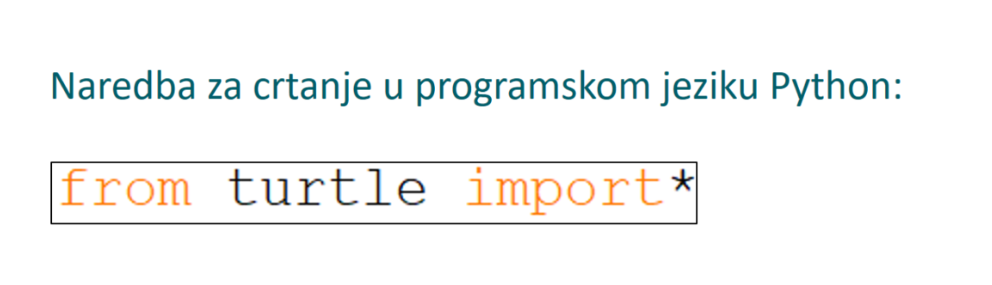 Naredba za crtanje u programskom jeziku Python:
from turtle import*